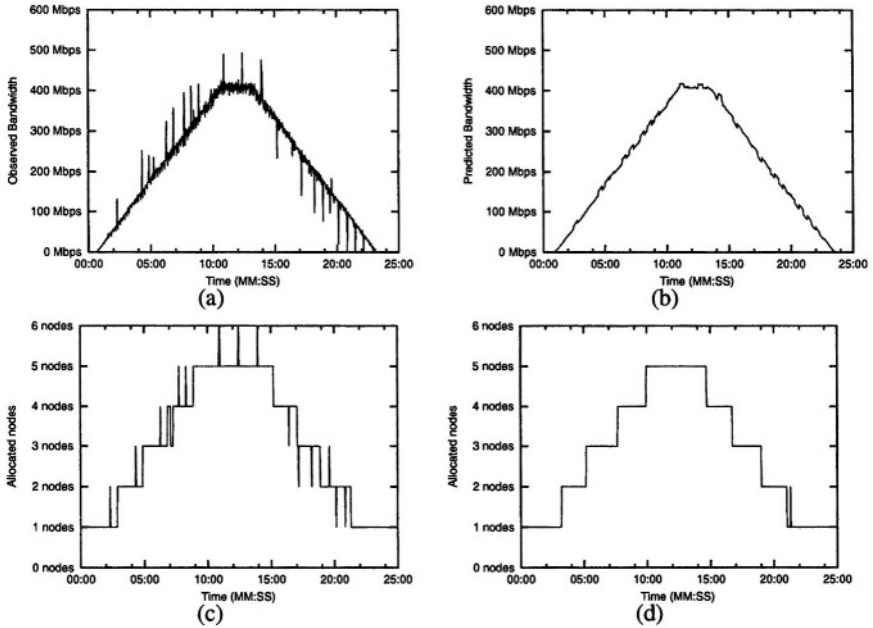 600 Mbps
500 Mbps
400 Mbps
300 Mbps
200 Mbps
100 Mbps
0 Mbps
Observed Bandwidth
00:00 05:00 10:00 15:00 20:00 25:00
Time (MM:SS)
(a)
600 Mbps
500 Mbps
400 Mbps
300 Mbps
200 Mbps
100 Mbps
0 Mbps
Predicted Bandwidth
00:00 05:00 10:00 15:00 20:00 25:00
Time (MM:SS)
(b)
6 nodes
5 nodes
4 nodes
3 nodes
2 nodes
1 nodes
0 nodes
Allocated nodes
00:00 05:00 10:00 15:00 20:00 25:00
Time (MM:SS)
(c)
6 nodes
5 nodes
4 nodes
3 nodes
2 nodes
1 nodes
0 nodes
Allocated nodes
00:00 05:00 10:00 15:00 20:00 25:00
Time (MM:SS)
(d)